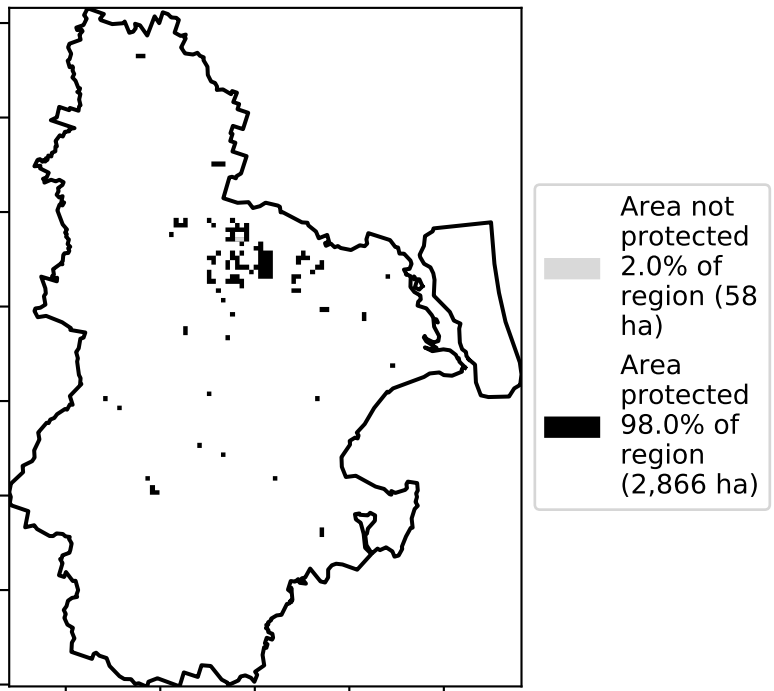 Area not
protected
2.0% of
region (58
ha)
Area
protected
98.0% of
region
(2,866 ha)